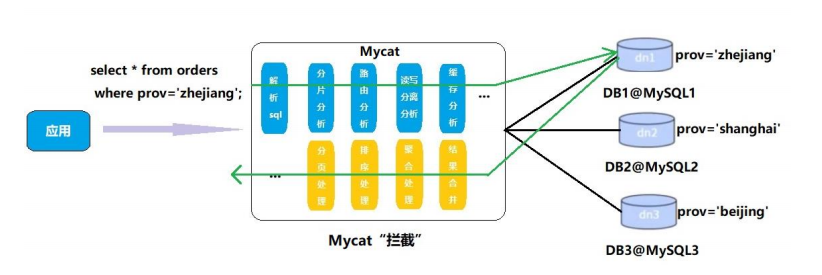 Mycat
select * from orders
where prov='zhejiang';
应用
解析sql
分片分析
路由分析
读写分离分析
缓存分析
...
...
分页处理
排序处理
聚合处理
结果合并
Mycat“拦截”
dn1
prov='zhejiang'
DB1@MySQL1
dn2
prov='shanghai'
DB2@MySQL2
dn3
prov='beijing'
DB3@MySQL3